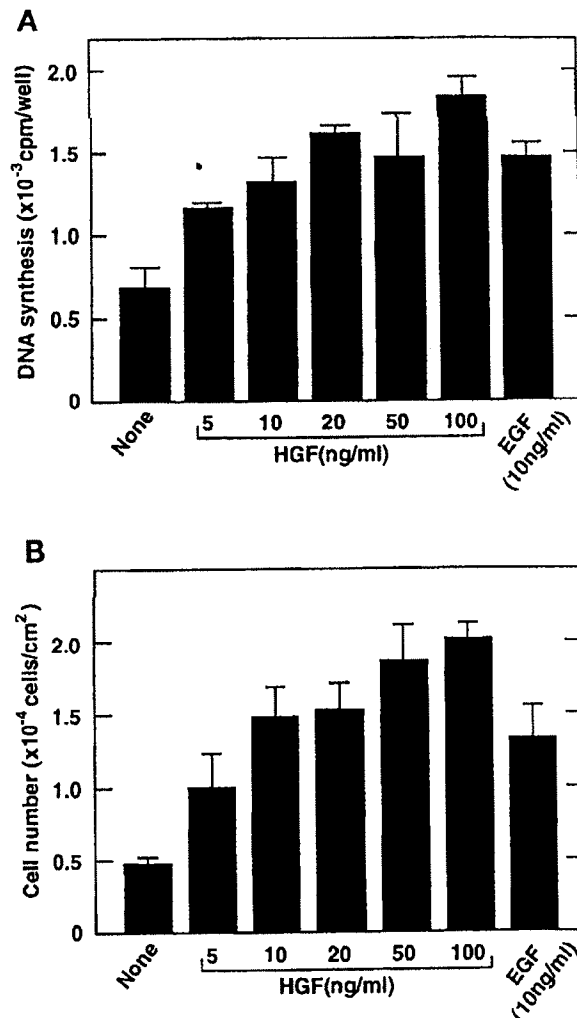 A
DNA synthesis (x10⁻³cpm/well)
2.0
1.5
1.0
0.5
0
None
5 10 20 50 100
HGF(ng/ml)
EGF
(10ng/ml)
B
Cell number (x10⁻⁴ cells/cm²)
2.0
1.5
1.0
0.5
0
None
5 10 20 50 100
HGF(ng/ml)
EGF
(10ng/ml)